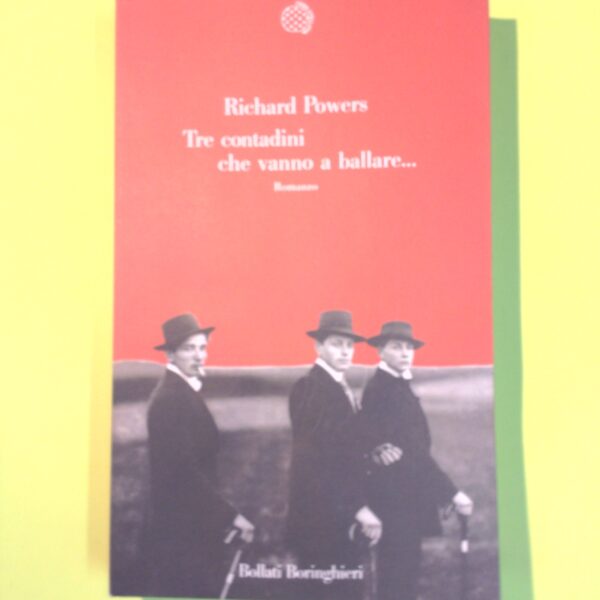 Richard Powers
Tre contadini
che vanno a ballare...
Romanzo
Bollati Boringhieri